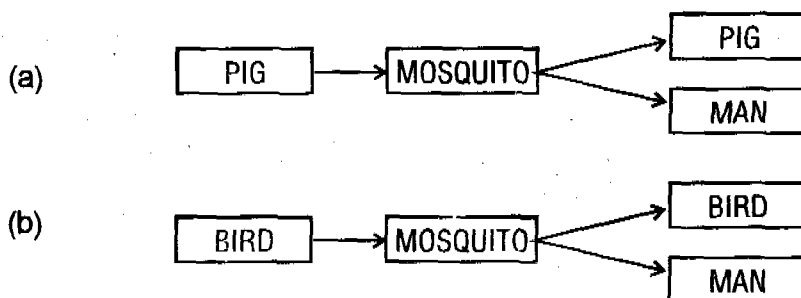 PIG
(a) PIG MOSQUITO
MAN
BIRD
(b) BIRD MOSQUITO
MAN